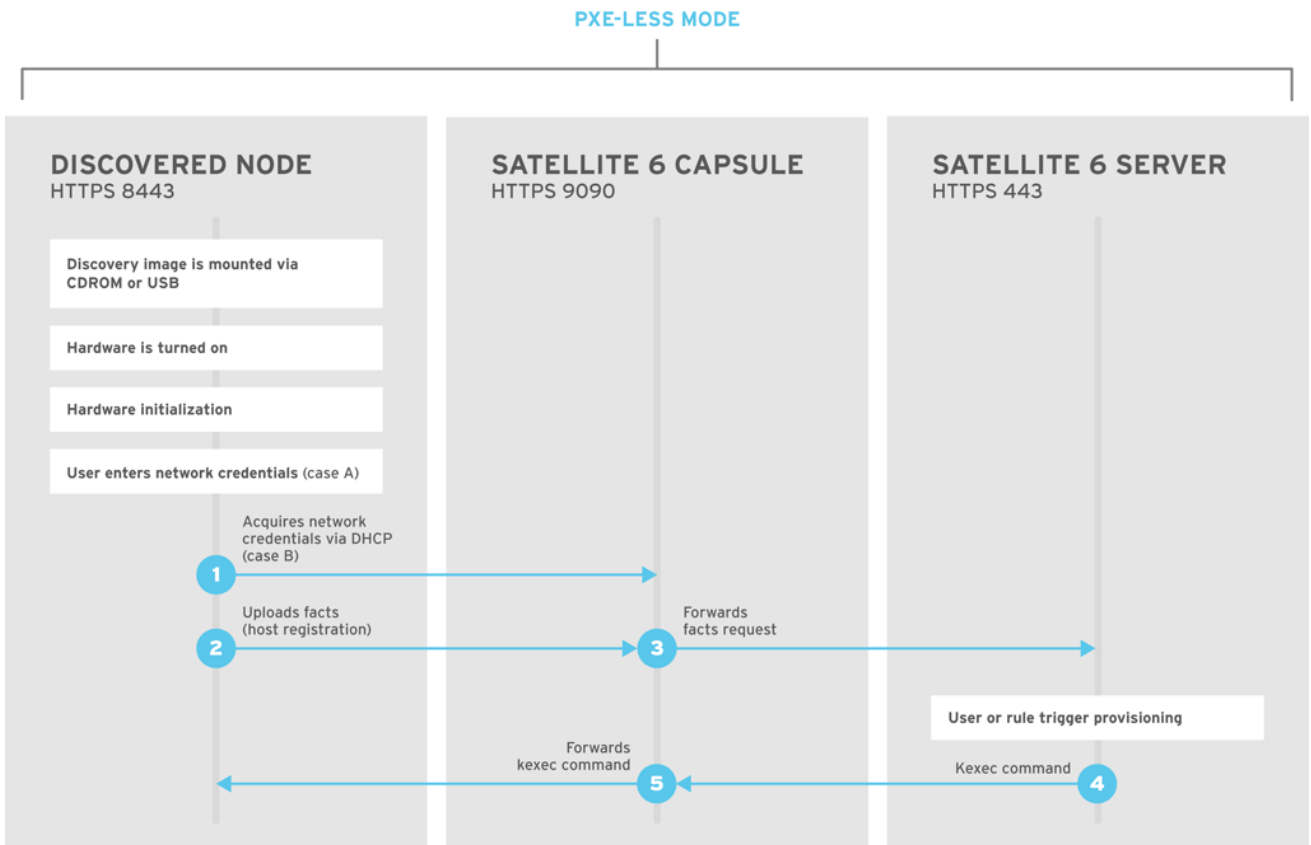 PXE-LESS MODE
DISCOVERED NODE
HTTPS 8443
SATELLITE 6 CAPSULE
HTTPS 9090
SATELLITE 6 SERVER
HTTPS 443
Discovery image is mounted via
CDROM or USB
Hardware is turned on
Hardware initialization
User enters network credentials (case A)
Acquires network
credentials via DHCP
(case B)
1
Uploads facts
(host registration)
2
Forwards
facts request
3
User or rule trigger provisioning
Kexec command
4
Forwards
kexec command
5